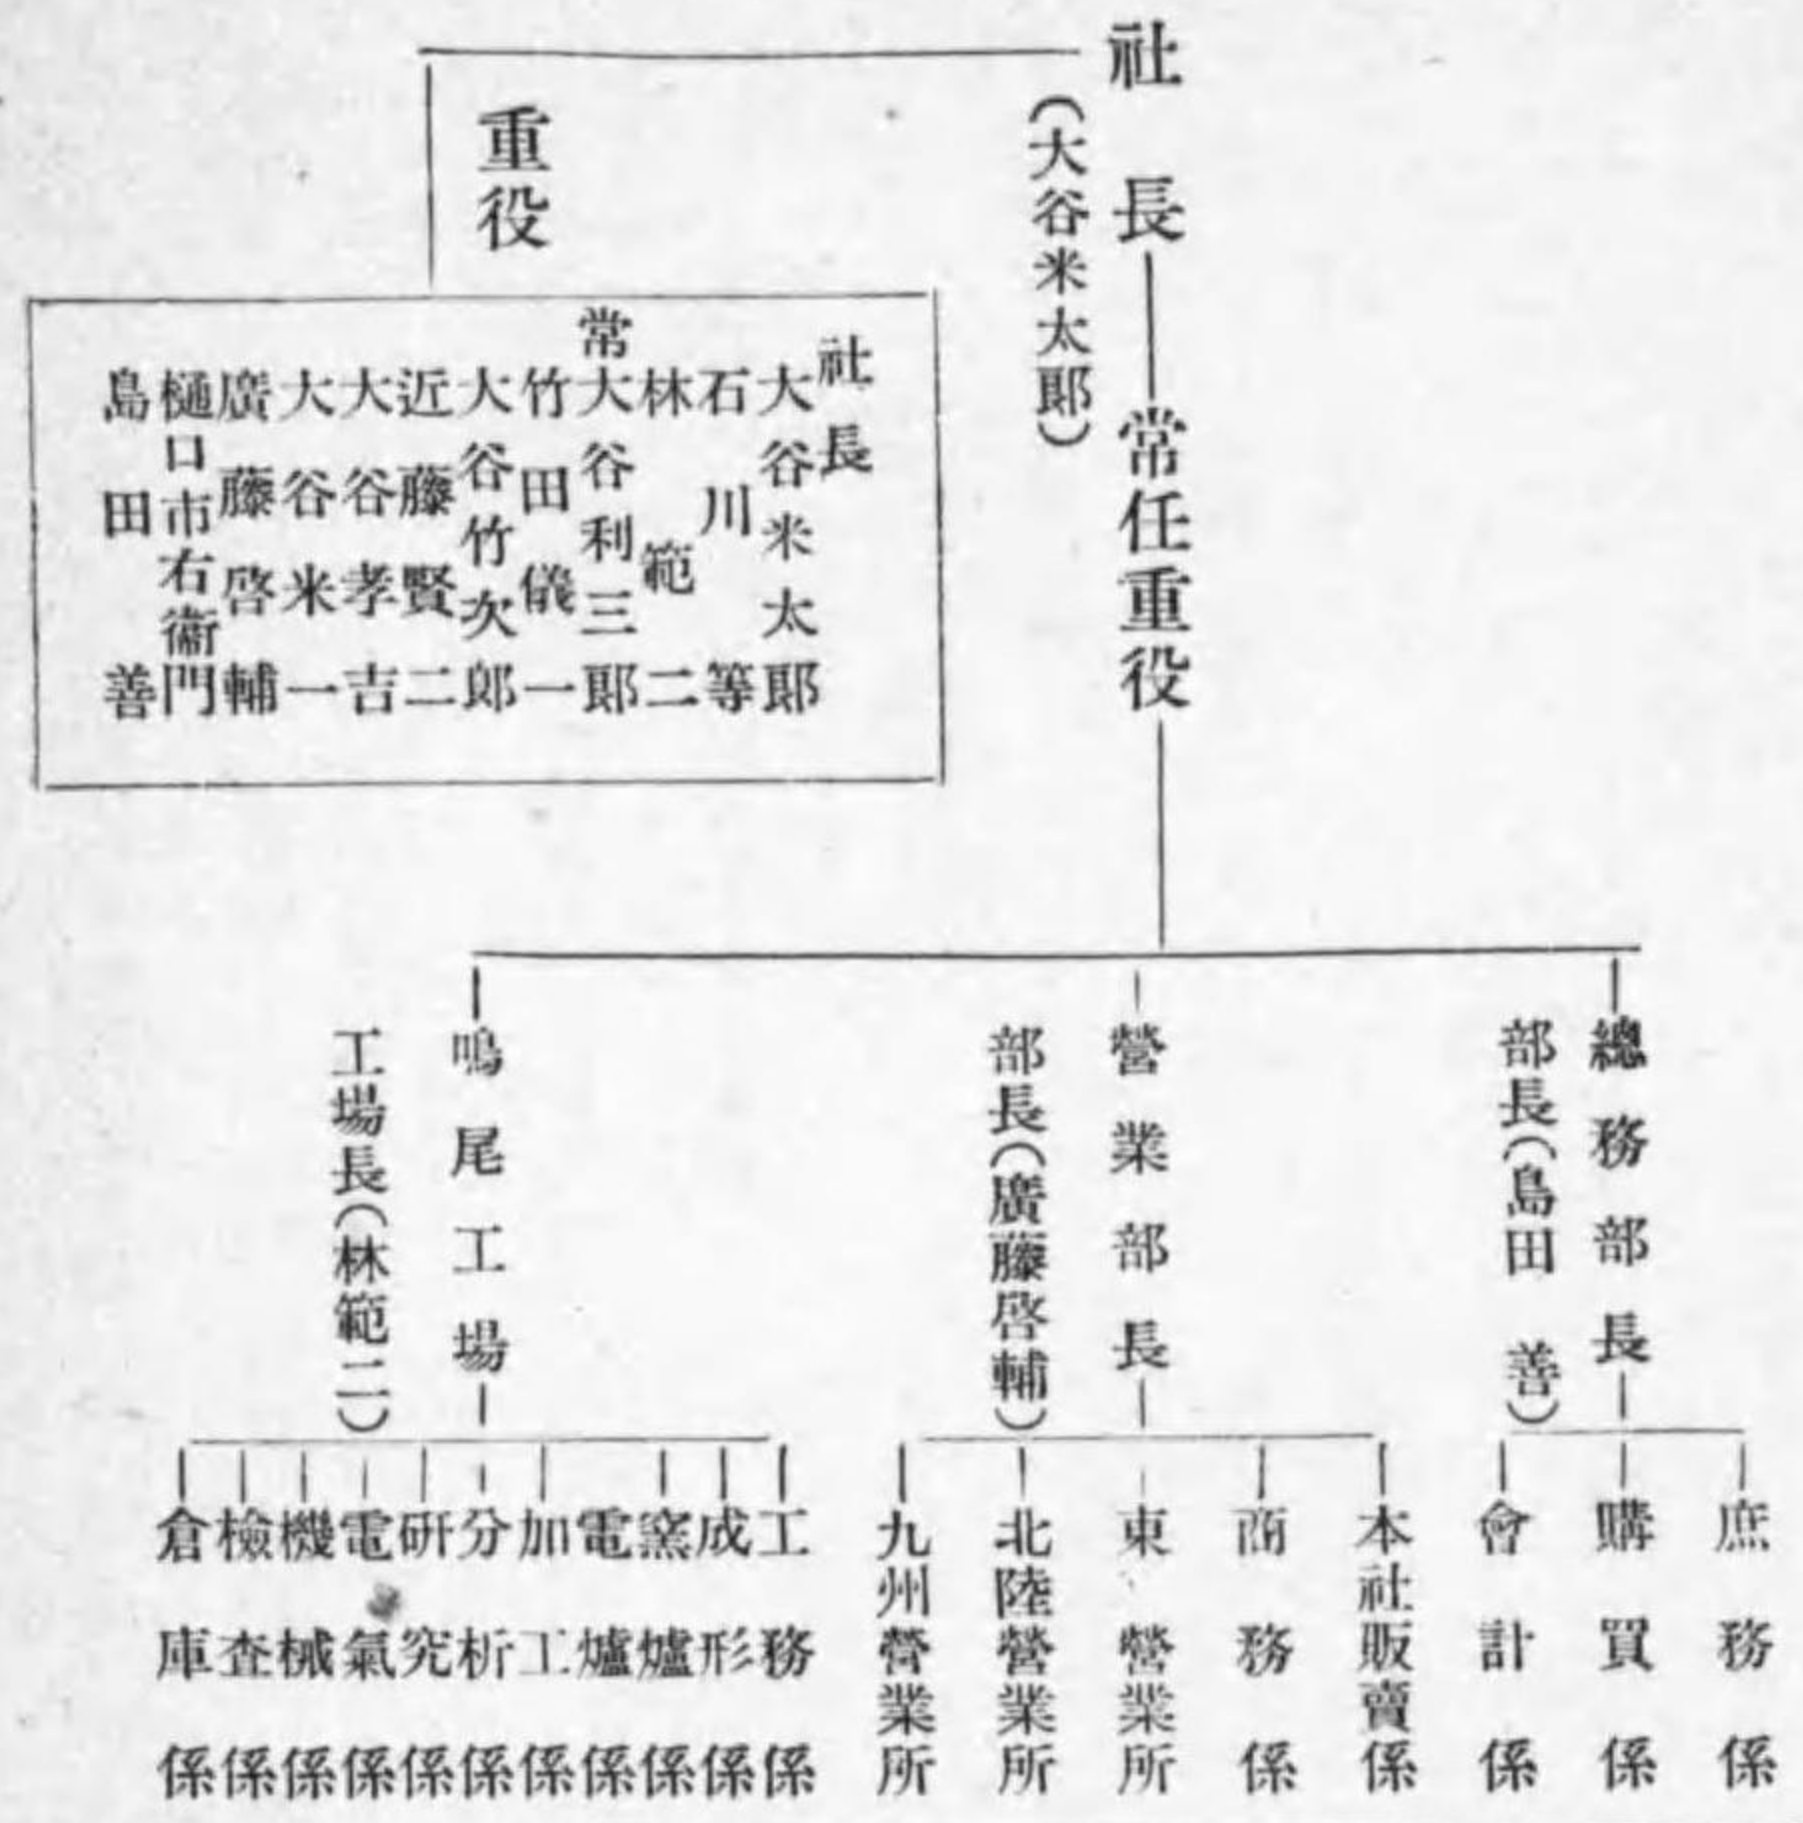 社長
(大谷米太郎)
常任重役
重役
社長
大谷米太郎
石川等
林範二
常
大谷利三郎
竹田儀一
大谷竹次郎
近藤賢二
大谷孝吉
大谷米一
廣藤啓輔
樋口市右衞門
島田善
總務部長
部長(島田 善)
庶務係
購買係
會計係
營業部長
部長(廣藤啓輔)
本社販賣係
商務係
東 營業所
北陸營業所
九州營業所
鳴尾工場
工場長(林範二)
工務係
成形係
窯爐係
電爐係
加工係
分析係
硏究係
電氣係
機械係
檢查係
倉庫係